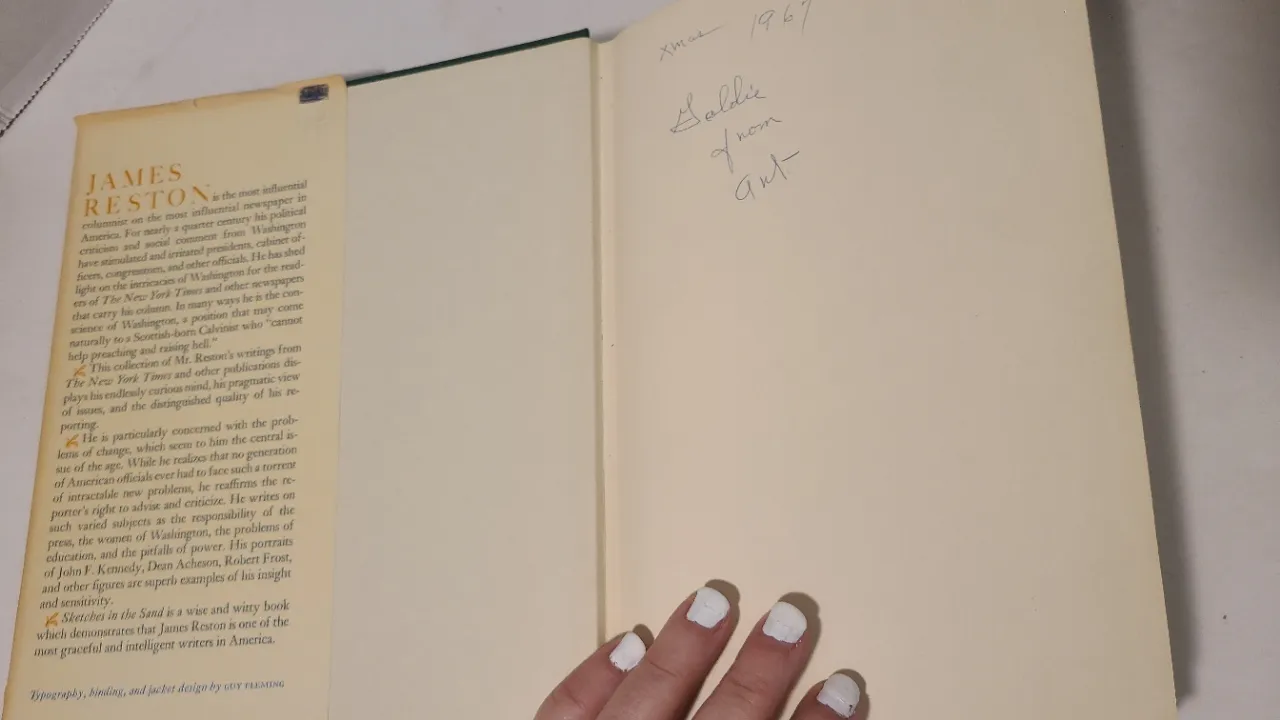 JAMES
RESTON is the most influential
columnist on the most influential newspaper in
America. For nearly a quarter century his political
criticism and social comment from Washington
have stimulated and irritated presidents, cabinet of-
ficers, congressmen, and other officials. He has shed
light on the intricacies of Washington for the read-
ers of The New York Times and other newspapers
that carry his column. In many ways he is the con-
science of Washington, a position that may come
naturally to a Scottish-born Calvinist who "cannot
help preaching and raising hell."
This collection of Mr. Reston's writings from
The New York Times and other publications dis-
plays his endlessly curious mind, his pragmatic view
of issues, and the distinguished quality of his re-
porting.
He is particularly concerned with the prob-
lems of change, which seem to him the central is-
sue of the age. While he realizes that no generation
of American officials ever had to face such a torrent
of intractable new problems, he reaffirms the re-
porter's right to advise and criticize. He writes on
such varied subjects as the responsibility of the
press, the women of Washington, the problems of
education, and the pitfalls of power. His portraits
of John F. Kennedy, Dean Acheson, Robert Frost,
and other figures are superb examples of his insight
and sensitivity.
Sketches in the Sand is a wise and witty book
which demonstrates that James Reston is one of the
most graceful and intelligent writers in America.
Typography, binding, and jacket design by GUY FLEMING
xmas 1967
Goldie
from
Art